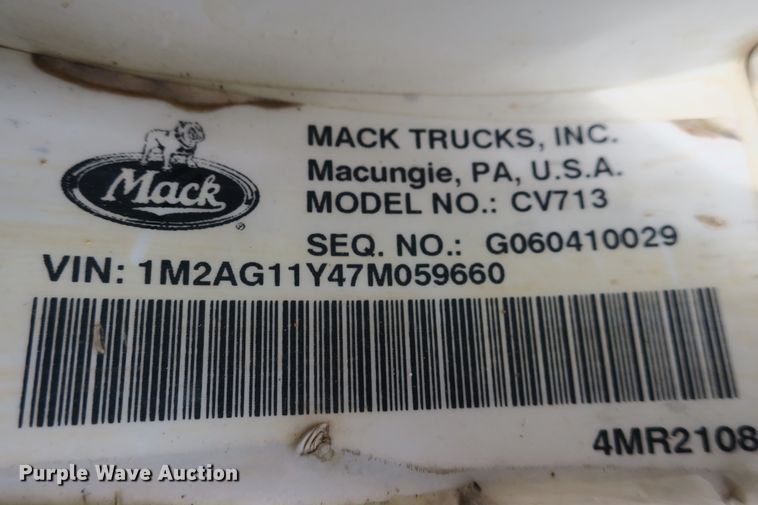 Mack
®
MACK TRUCKS, INC.
Macungie, PA, U.S.A.
MODEL NO.: CV713
SEQ. NO.: G060410029
VIN: 1M2AG11Y47M059660
4MR2108
Purple Wave Auction